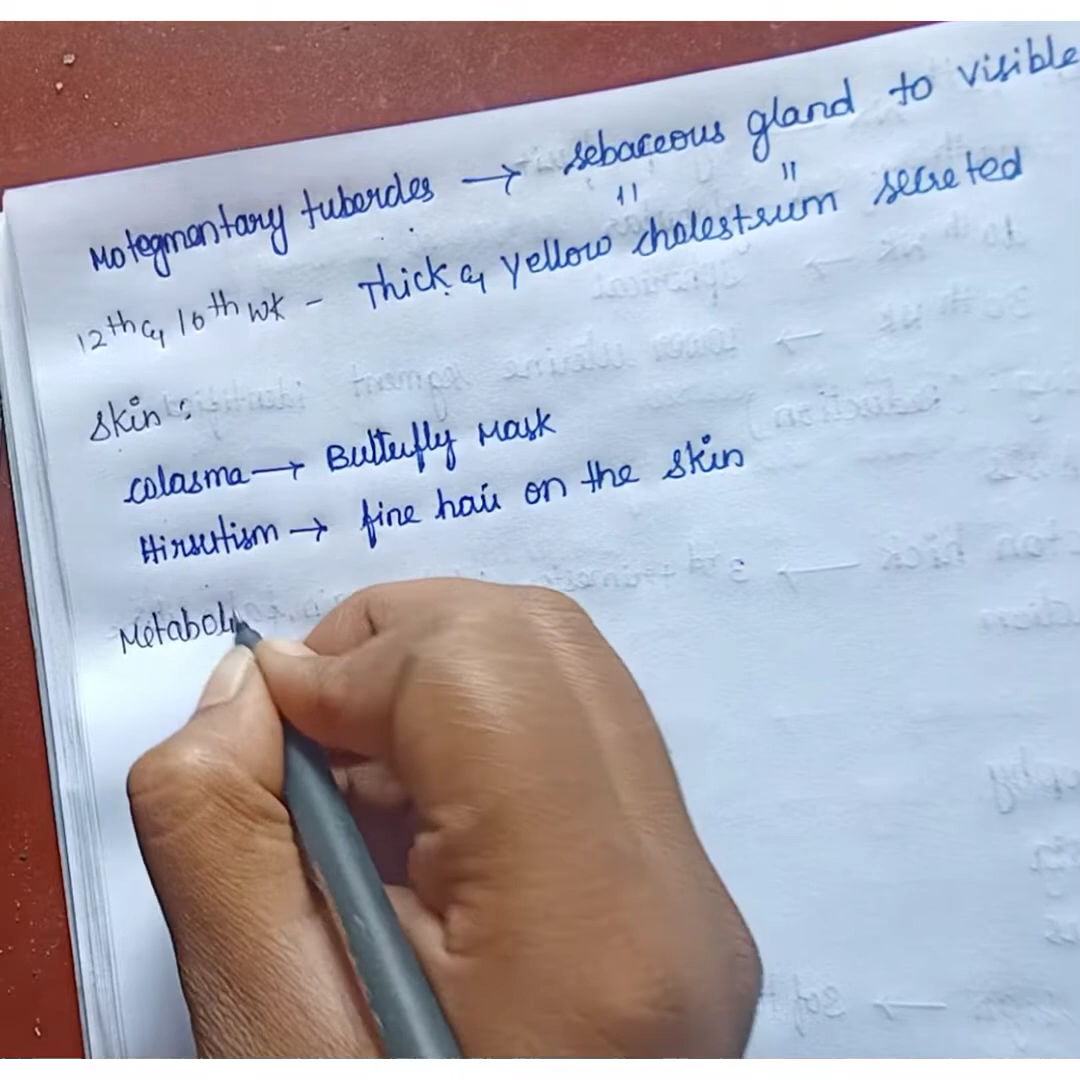 Motegmentary tubercles → sebaceous gland to visible
" "
12th & 16th wk - Thick & yellow cholestrum secreted
Skin :
colasma → Butterfly Mask
Hirsutism → fine hair on the skin
Metaboli